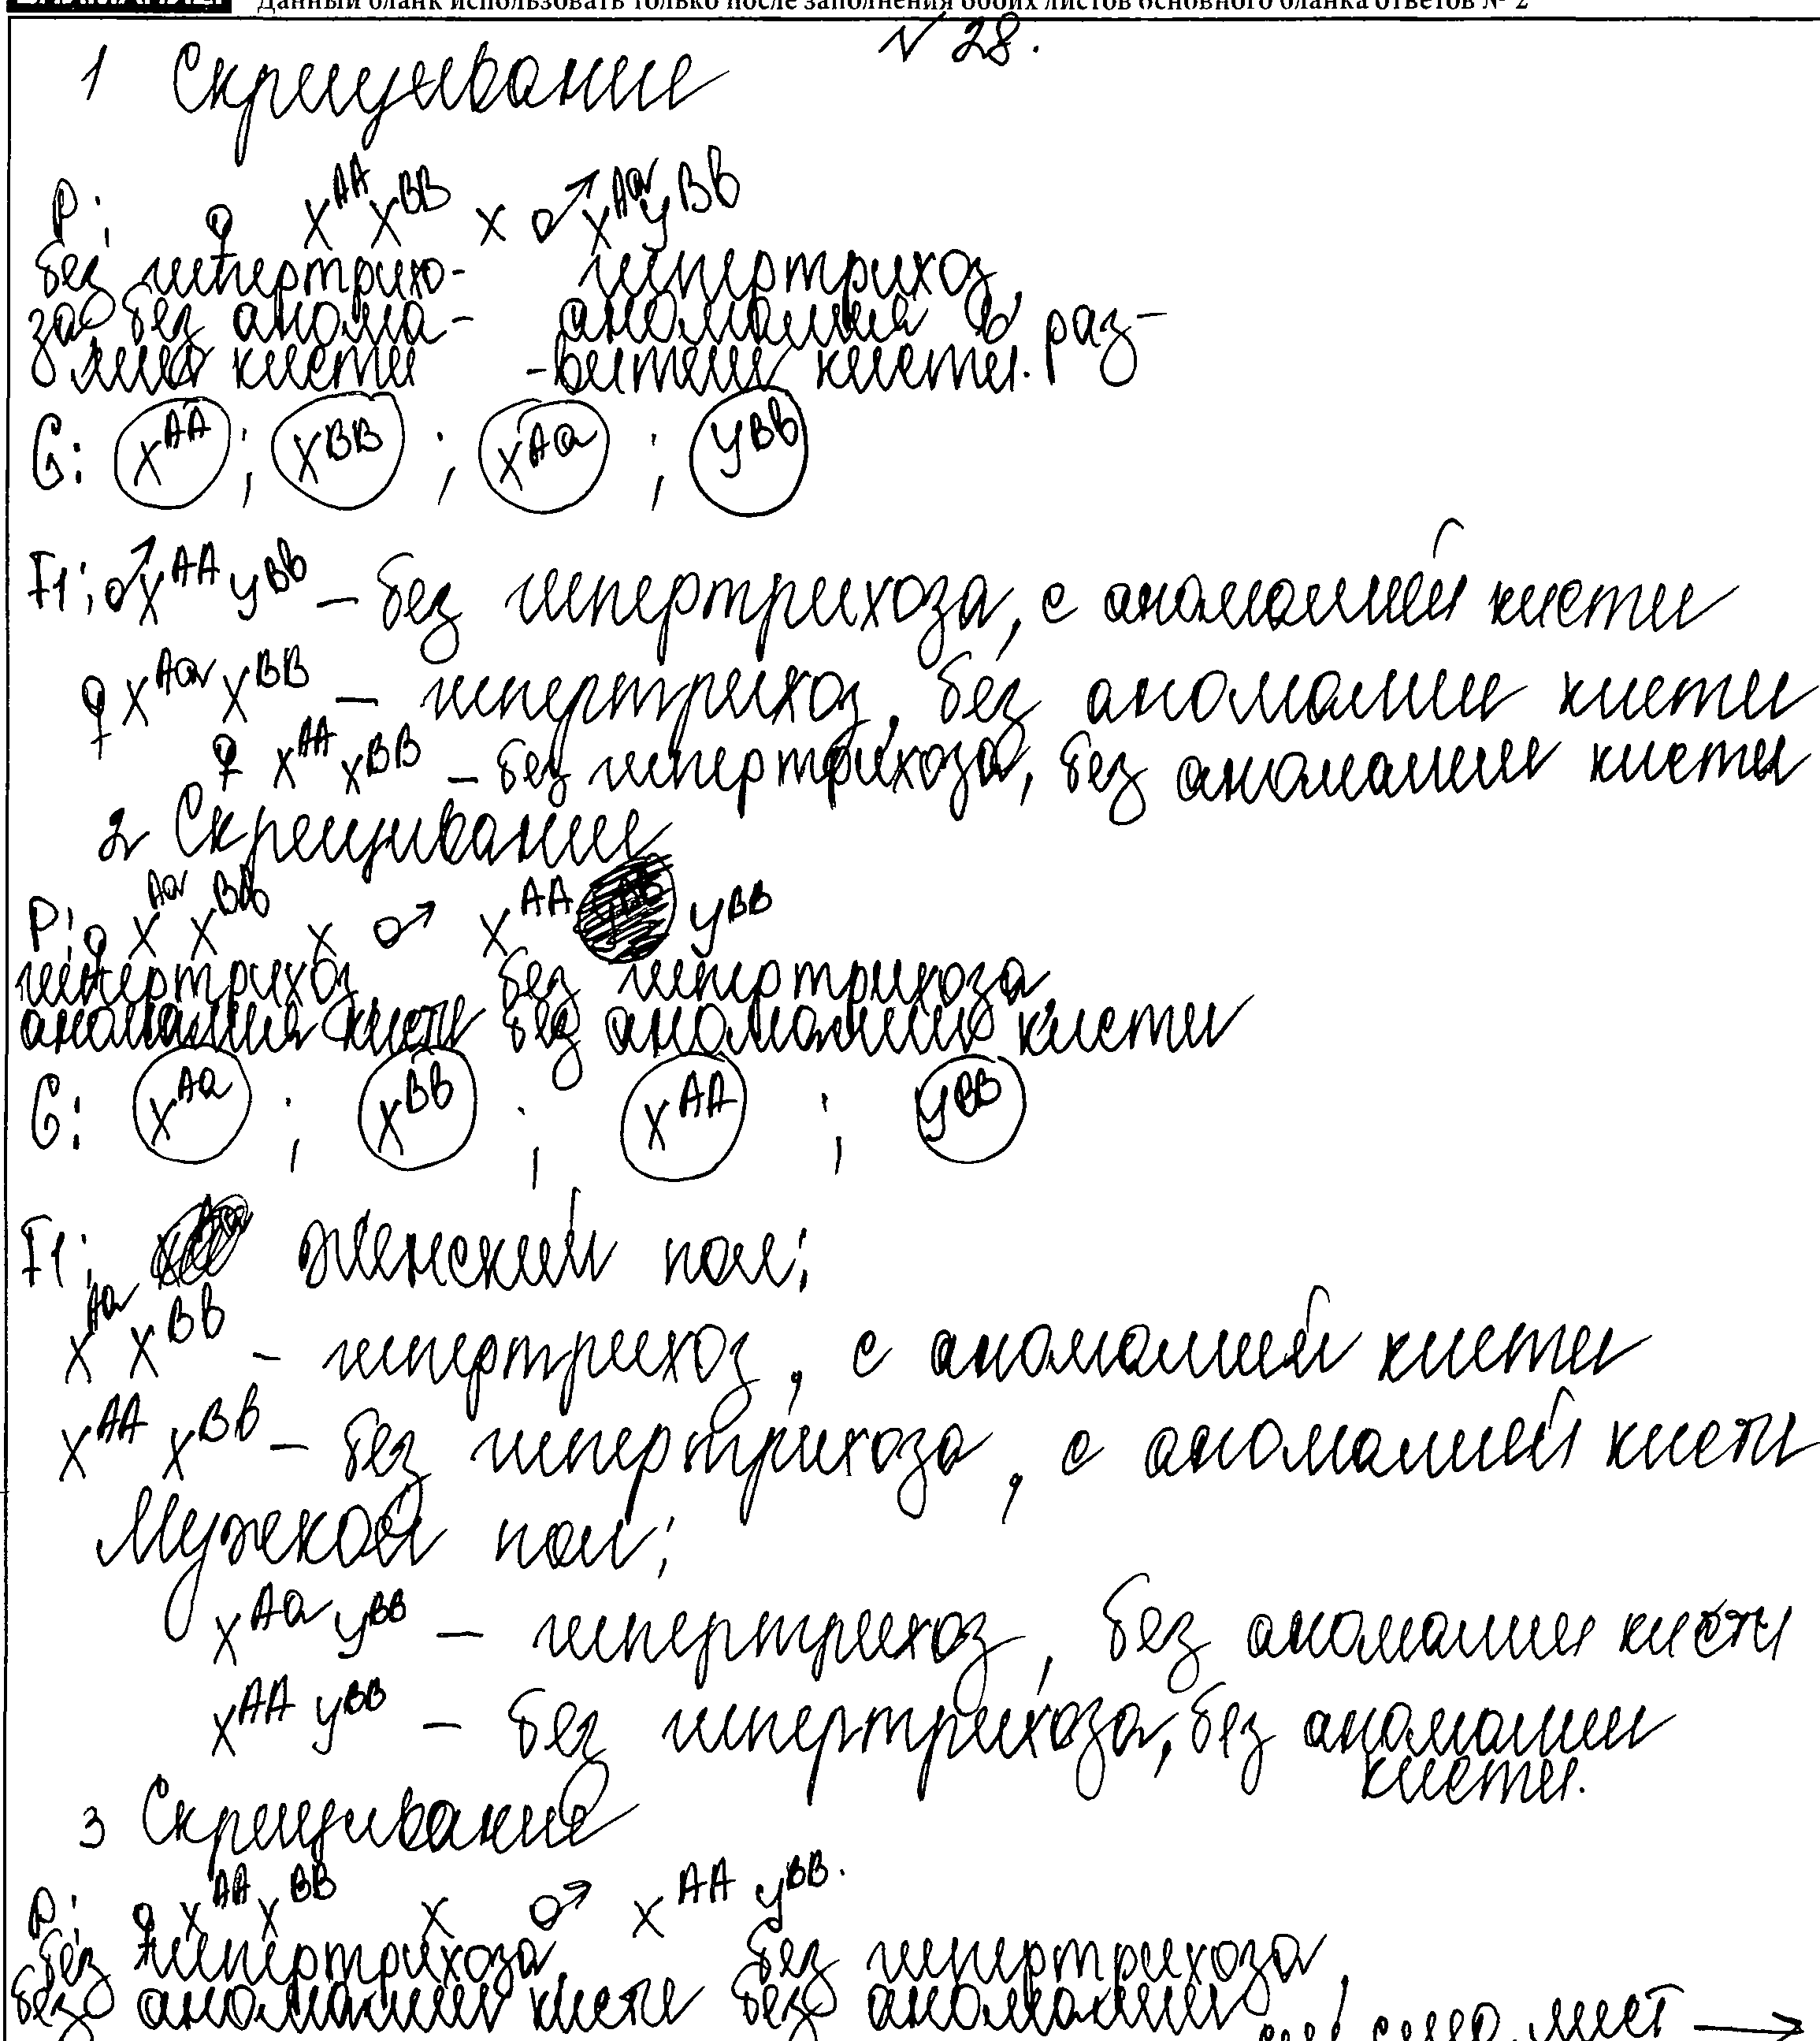 Данный бланк использовать только после заполнения обоих листов основного бланка ответов № 2
№ 28.
1 Скрещивание
P: ♀ X^AA X^BB x ♂ X^Aa Y^Bb
без гипертрихо- гипертрихоз,
за без анома- аномалия в раз-
лия кисти -витии кисти.
G: X^AA ; X^BB ; X^Aa ; Y^Bb
F1: ♂ X^AA Y^Bb – без гипертрихоза, с аномалией кисти
♀ X^Aa X^BB – гипертрихоз, без аномалии кисти
♀ X^AA X^BB – без гипертрихоза, без аномалии кисти
2 Скрещивание
P: ♀ X^Aa X^Bb x ♂ X^AA Y^BB
гипертрихоз без гипертрихоза
аномалия кисти без аномалии кисти
G: X^Aa ; X^Bb ; X^AA ; Y^BB
F1: Женский пол:
X^Aa X^Bb – гипертрихоз, с аномалией кисти
X^AA X^Bb – без гипертрихоза, с аномалией кисти
Мужской пол:
X^Aa Y^BB – гипертрихоз, без аномалии кисти
X^AA Y^BB – без гипертрихоза, без аномалии
кисти.
3 Скрещивание
P: ♀ X^AA X^BB x ♂ X^AA Y^BB.
без гипертрихоза без гипертрихоза,
без аномалии кисти без аномалии
лист →